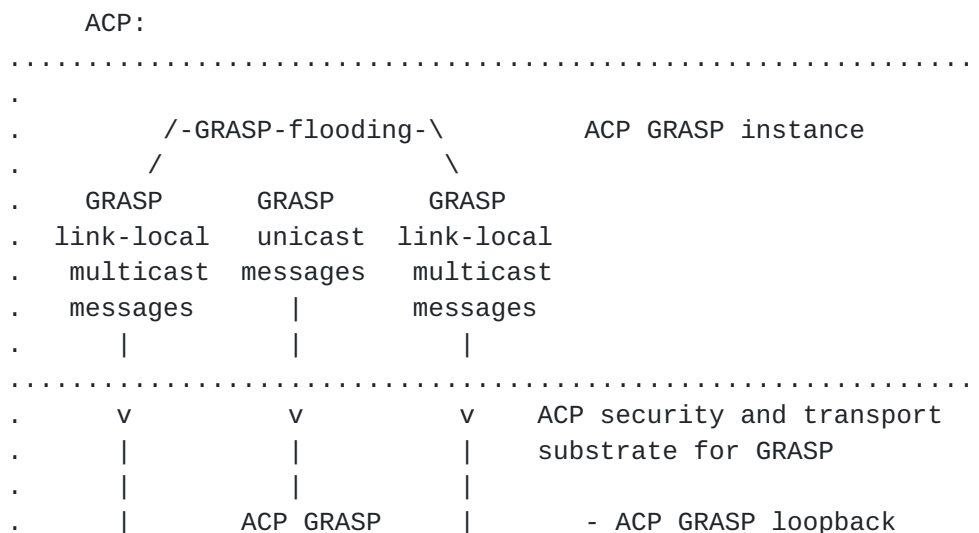 ACP:
...............................................................
.
.         /-GRASP-flooding-\         ACP GRASP instance
.        /                  \
.    GRASP      GRASP      GRASP
.  link-local   unicast  link-local
.   multicast  messages   multicast
.   messages      |       messages
.      |          |          |
...............................................................
.      v          v          v    ACP security and transport
.      |          |          |    substrate for GRASP
.      |          |          |
.      |       ACP GRASP     |       - ACP GRASP loopback